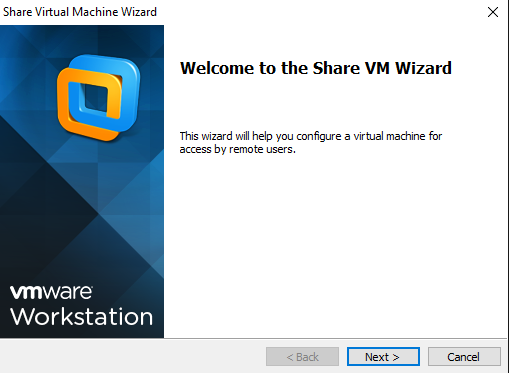 Share Virtual Machine Wizard
Welcome to the Share VM Wizard
This wizard will help you configure a virtual machine for
access by remote users.
vmware
Workstation
< Back
Next >
Cancel